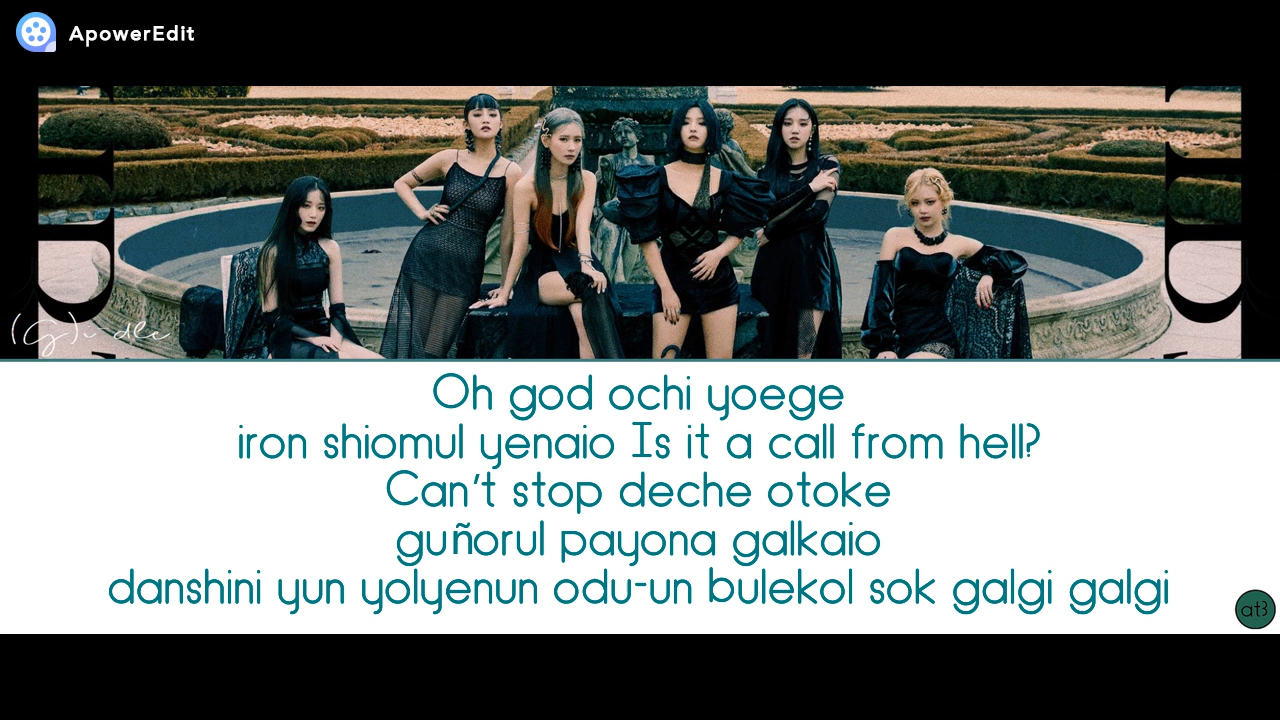 ApowerEdit
(G)i-dle
Oh god ochi yoege
iron shiomul yenaio Is it a call from hell?
Can't stop deche otoke
guñorul payona galkaio
danshini yun yolyenun odu-un bulekol sok galgi galgi
at3